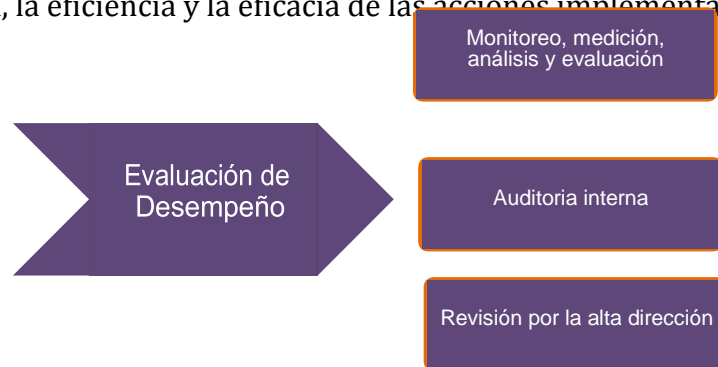 , la eficiencia y la eficacia de las acciones implementa
Monitoreo, medición,
análisis y evaluación
Evaluación de
Desempeño
Auditoria interna
Revisión por la alta dirección